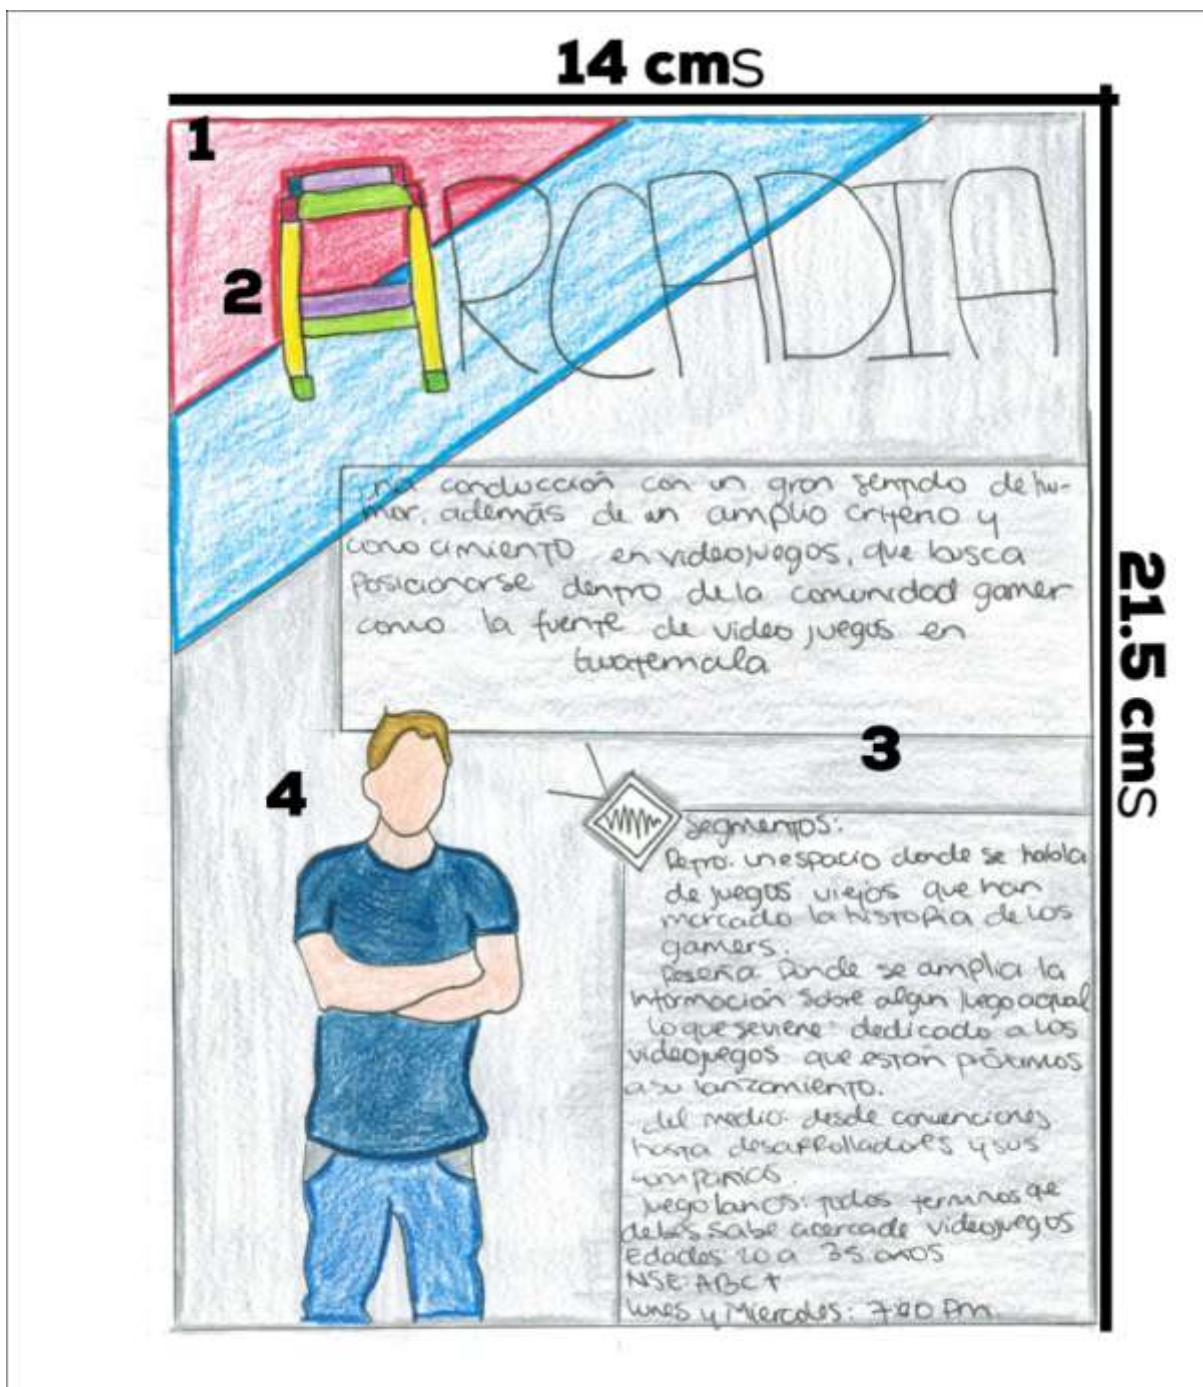 14 cms
1
ARCADIA
2
conducción con un gran sentido de hu-
mor, además de un amplio criterio y
conocimiento en videojuegos, que busca
posicionarse dentro de la comunidad gamer
como la fuente de video juegos en
Guatemala
21.5 cms
3
4
Segmentos:
Retro: un espacio donde se habla
de juegos viejos que han
marcado la historia de los
gamers.
Reseña: Donde se amplia la
información sobre algun juego actual
lo que se viene: dedicado a los
videojuegos que estan próximos
a su lanzamiento.
del medio: desde convenciones
hasta desarrolladores y sus
compañias.
juegolanos: todos terminos que
debes sabe acerca de videojuegos
Edades 20 a 35 años
NSE: ABC+
lunes y Miercoles: 7:00 Pm.